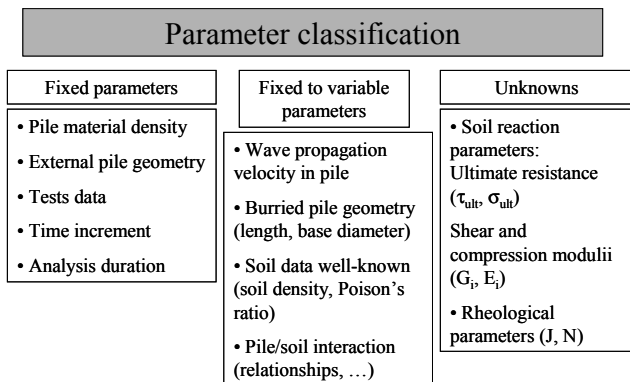 Parameter classification
Fixed parameters
• Pile material density
• External pile geometry
• Tests data
• Time increment
• Analysis duration
Fixed to variable
parameters
• Wave propagation
velocity in pile
• Burried pile geometry
(length, base diameter)
• Soil data well-known
(soil density, Poison’s
ratio)
• Pile/soil interaction
(relationships, …)
Unknowns
• Soil reaction
parameters:
Ultimate resistance
(τult, σult)
Shear and
compression modulii
(Gi, Ei)
• Rheological
parameters (J, N)